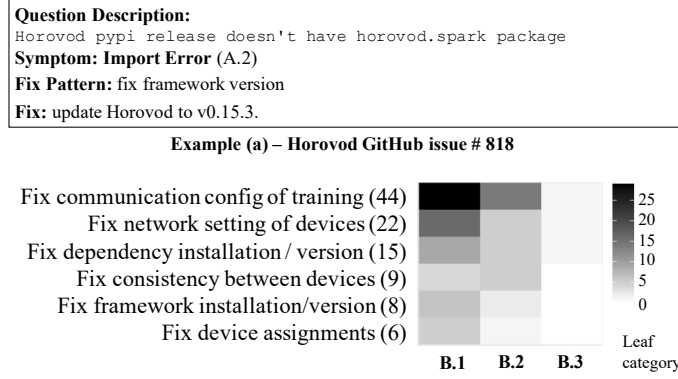 Question Description:
Horovod pypi release doesn't have horovod.spark package
Symptom: Import Error (A.2)
Fix Pattern: fix framework version
Fix: update Horovod to v0.15.3.
Example (a) – Horovod GitHub issue # 818
Fix communication config of training (44)
Fix network setting of devices (22)
Fix dependency installation / version (15)
Fix consistency between devices (9)
Fix framework installation/version (8)
Fix device assignments (6)
25
20
15
10
5
0
B.1 B.2 B.3
Leaf
category